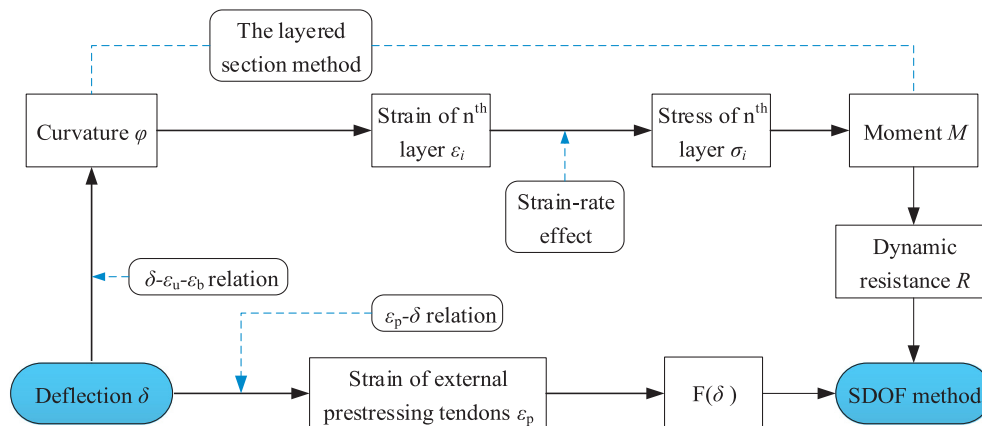 The layered
section method
Curvature φ
Strain of nth
layer εi
Stress of nth
layer σi
Moment M
Strain-rate
effect
Dynamic
resistance R
δ-εu-εb relation
εp-δ relation
Deflection δ
Strain of external
prestressing tendons εp
F(δ )
SDOF method